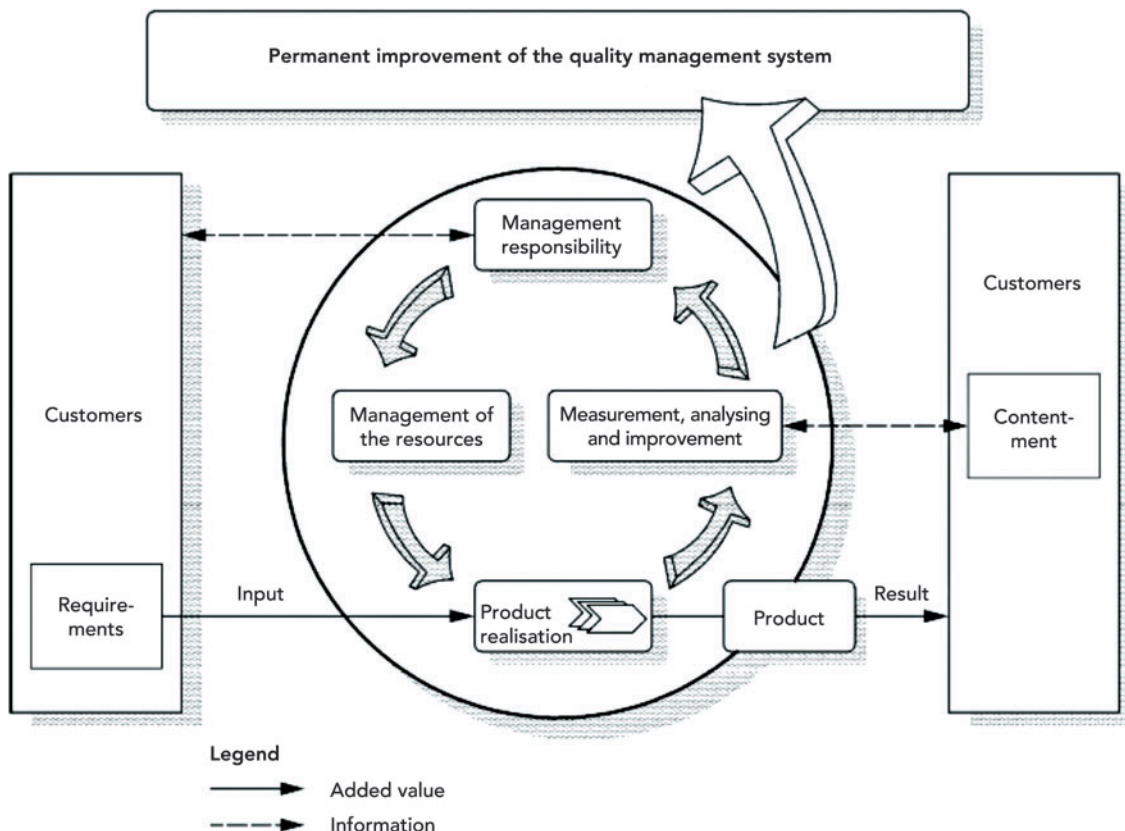 Permanent improvement of the quality management system
Management
responsibility
Customers
Customers
Management of
the resources
Measurement, analysing
and improvement
Content-
ment
Require-
ments
Input
Product
realisation
Product
Result
Legend
Added value
Information